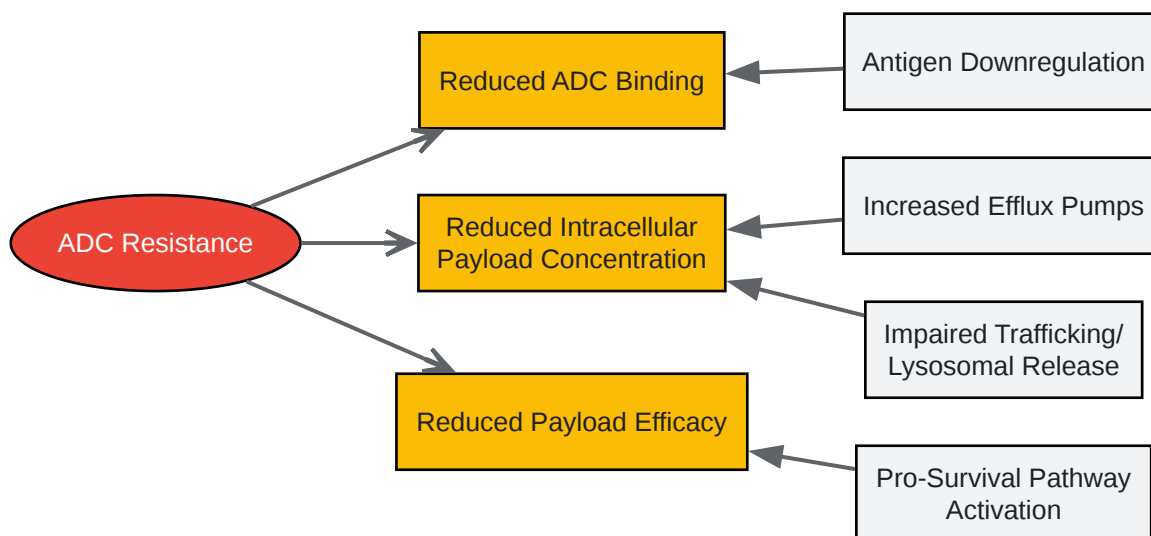 ADC Resistance
Reduced ADC Binding
Reduced Intracellular
Payload Concentration
Reduced Payload Efficacy
Antigen Downregulation
Increased Efflux Pumps
Impaired Trafficking/
Lysosomal Release
Pro-Survival Pathway
Activation